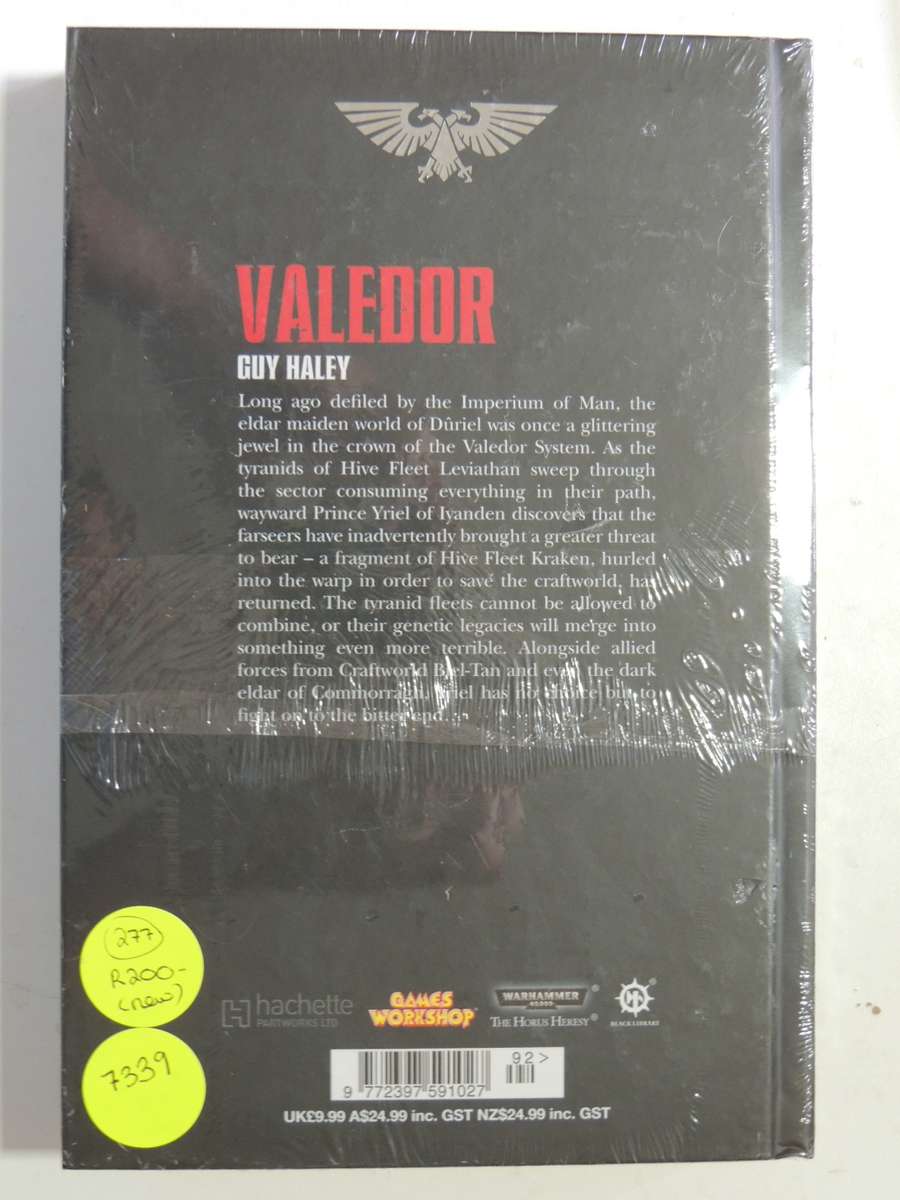 VALEDOR
GUY HALEY
Long ago defiled by the Imperium of Man, the
eldar maiden world of Dûriel was once a glittering
jewel in the crown of the Valedor System. As the
tyranids of Hive Fleet Leviathan sweep through
the sector consuming everything in their path,
wayward Prince Yriel of Iyanden discovers that the
farseers have inadvertently brought a greater threat
to bear – a fragment of Hive Fleet Kraken, hurled
into the warp in order to save the craftworld, has
returned. The tyranid fleets cannot be allowed to
combine, or their genetic legacies will merge into
something even more terrible. Alongside allied
forces from Craftworld Biel-Tan and even the dark
eldar of Commorragh, Yriel has no choice but to
fight on to the bitter end...
277
R200-
(new)
7339
hachette
PARTWORKS LTD
GAMES
WORKSHOP
WARHAMMER
40,000
THE HORUS HERESY®
BLACK LIBRARY
92>
9 772397 591027
UK£9.99 A$24.99 inc. GST NZ$24.99 inc. GST